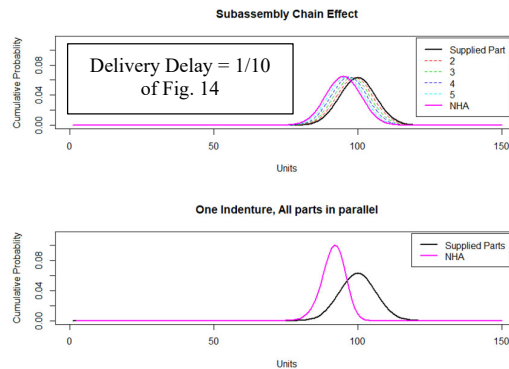 Subassembly Chain Effect
Cumulative Probablity
0.00 0.04 0.08
Delivery Delay = 1/10
of Fig. 14
Supplied Part
2
3
4
5
NHA
0 50 100 150
Units
One Indenture, All parts in parallel
Cumulative Probability
0.00 0.04 0.08
Supplied Parts
NHA
0 50 100 150
Units